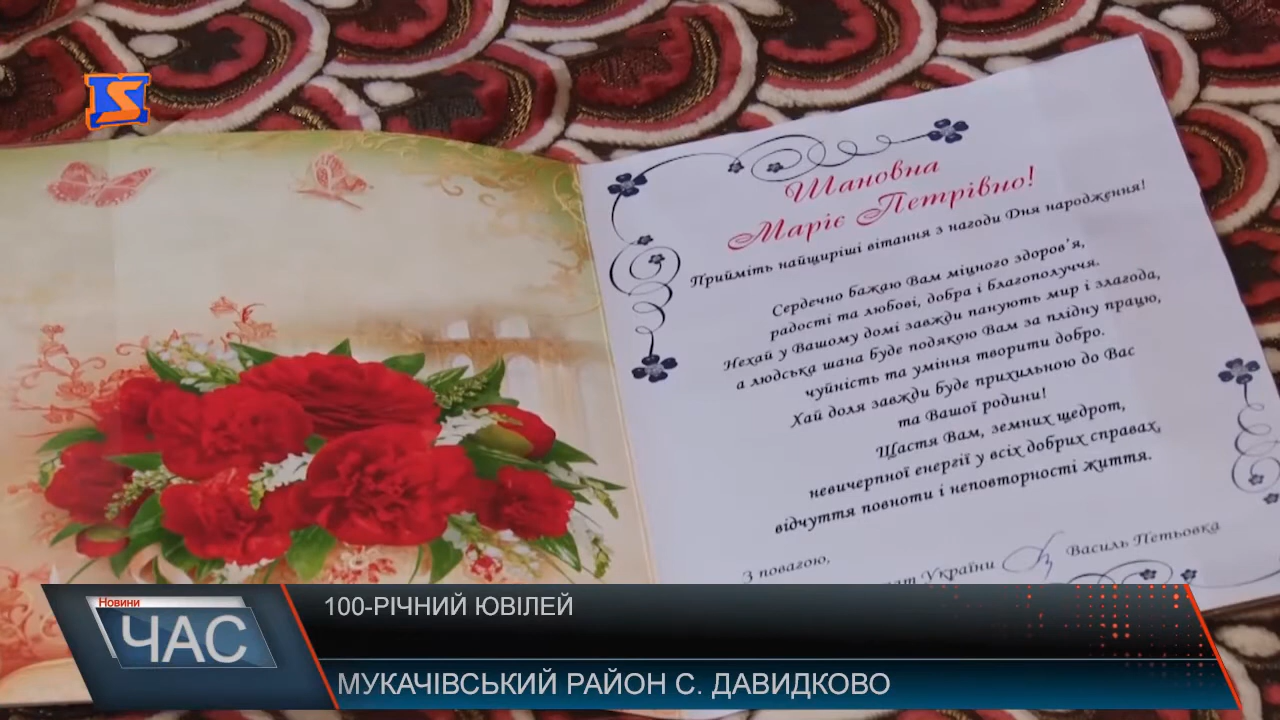 S
Шановна
Маріє Петрівно!
Прийміть найщиріші вітання з нагоди Дня народження!
Сердечно бажаю Вам міцного здоров'я,
радості та любові, добра і благополуччя.
Нехай у Вашому домі завжди панують мир і злагода,
а людська шана буде подякою Вам за плідну працю,
чуйність та уміння творити добро.
Хай доля завжди буде прихильною до Вас
та Вашої родини!
Щастя Вам, земних щедрот,
невичерпної енергії у всіх добрих справах,
відчуття повноти і неповторності життя.
З повагою,
України Василь Петьовка
Новини
ЧАС
100-РІЧНИЙ ЮВІЛЕЙ
МУКАЧІВСЬКИЙ РАЙОН С. ДАВИДКОВО